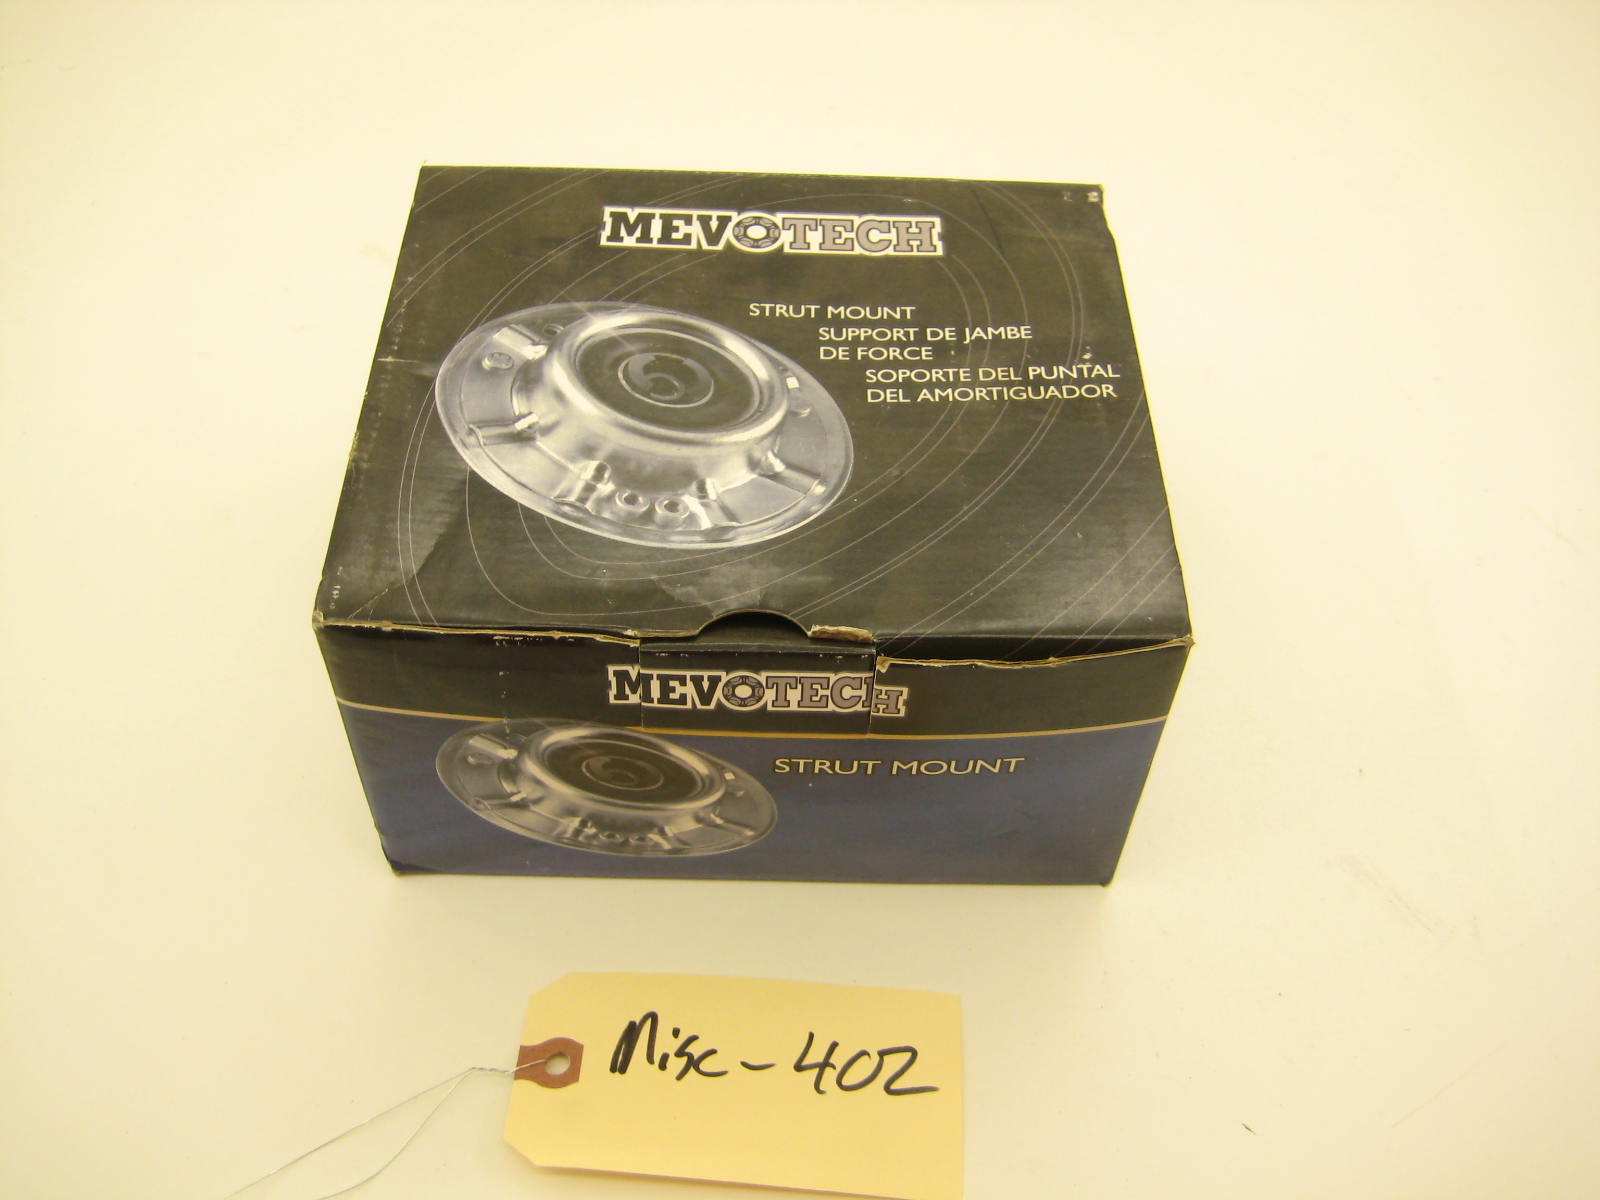 MEVOTECH
STRUT MOUNT
SUPPORT DE JAMBE
DE FORCE
SOPORTE DEL PUNTAL
DEL AMORTIGUADOR
MEVOTECH
STRUT MOUNT
Misc-402